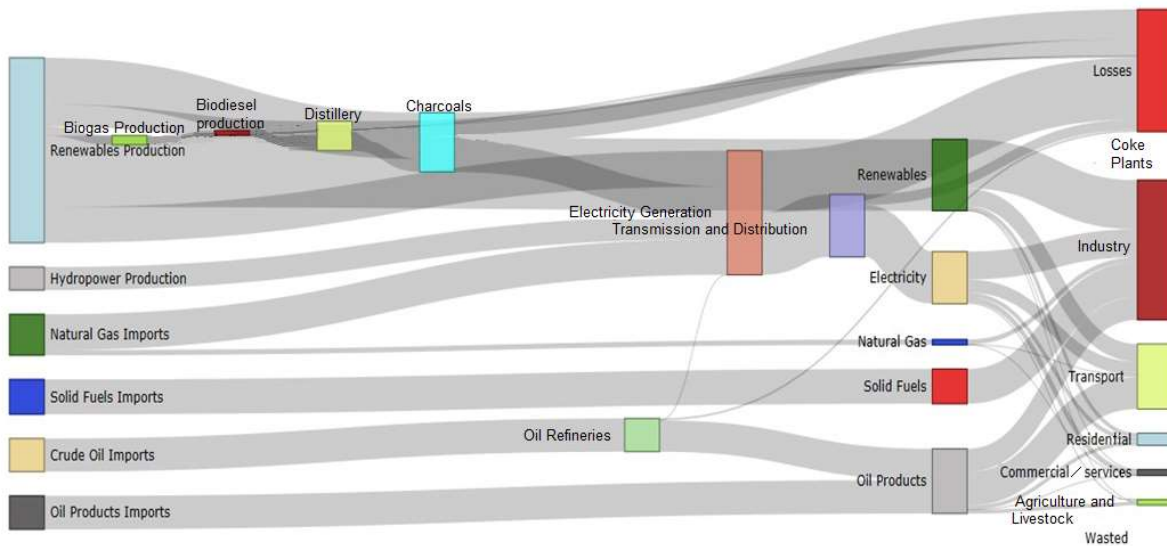 Losses
Coke
Plants
Biogas Production
Biodiesel
production
Distillery
Charcoals
Renewables Production
Renewables
Electricity Generation
Transmission and Distribution
Industry
Hydropower Production
Electricity
Natural Gas Imports
Natural Gas
Transport
Solid Fuels Imports
Solid Fuels
Crude Oil Imports
Oil Refineries
Residential
Oil Products
Commercial/services
Oil Products Imports
Agriculture and
Livestock
Wasted